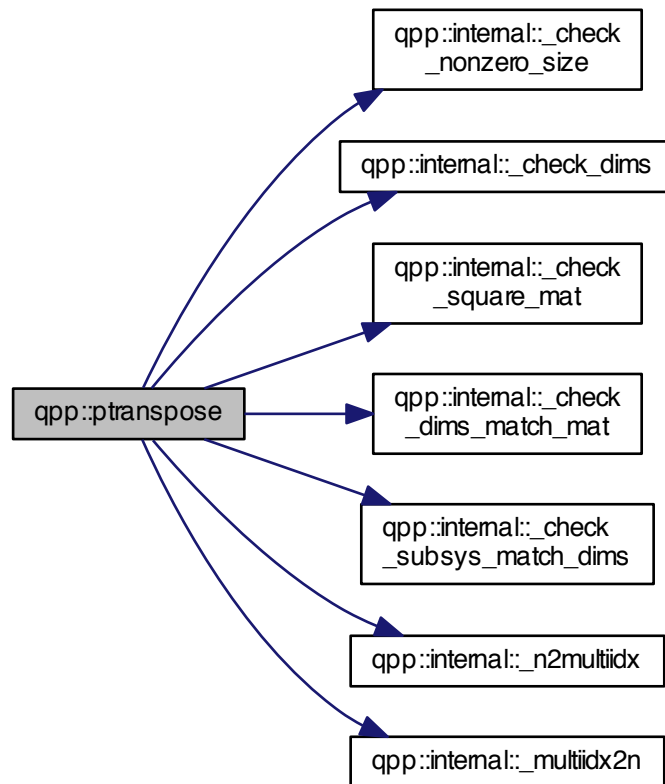 qpp::internal::_check
_nonzero_size
qpp::internal::_check_dims
qpp::internal::_check
_square_mat
qpp::ptranspose
qpp::internal::_check
_dims_match_mat
qpp::internal::_check
_subsys_match_dims
qpp::internal::_n2multiidx
qpp::internal::_multiidx2n